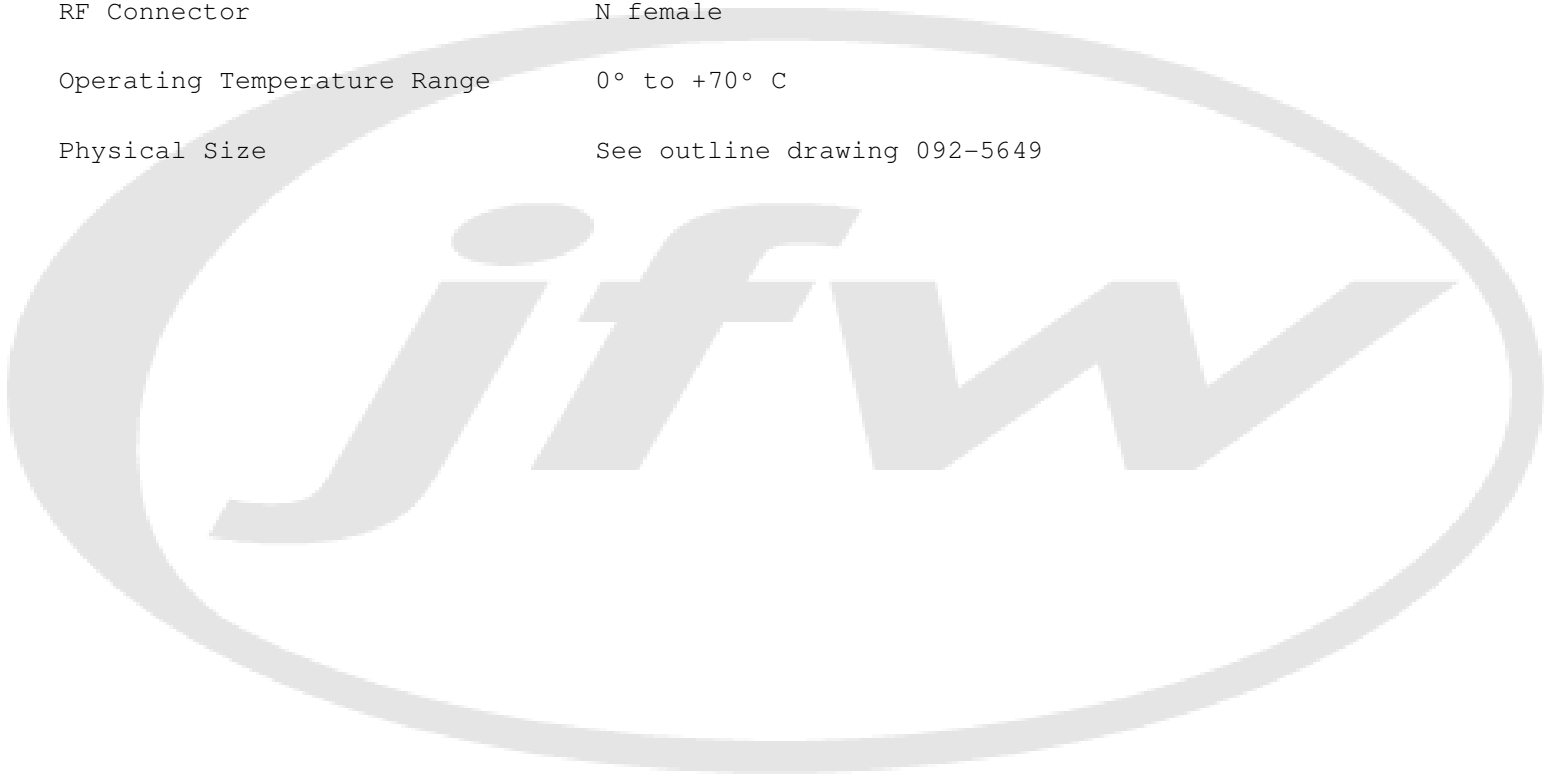 RF Connector N female
Operating Temperature Range 0° to +70° C
Physical Size See outline drawing 092-5649
jfw